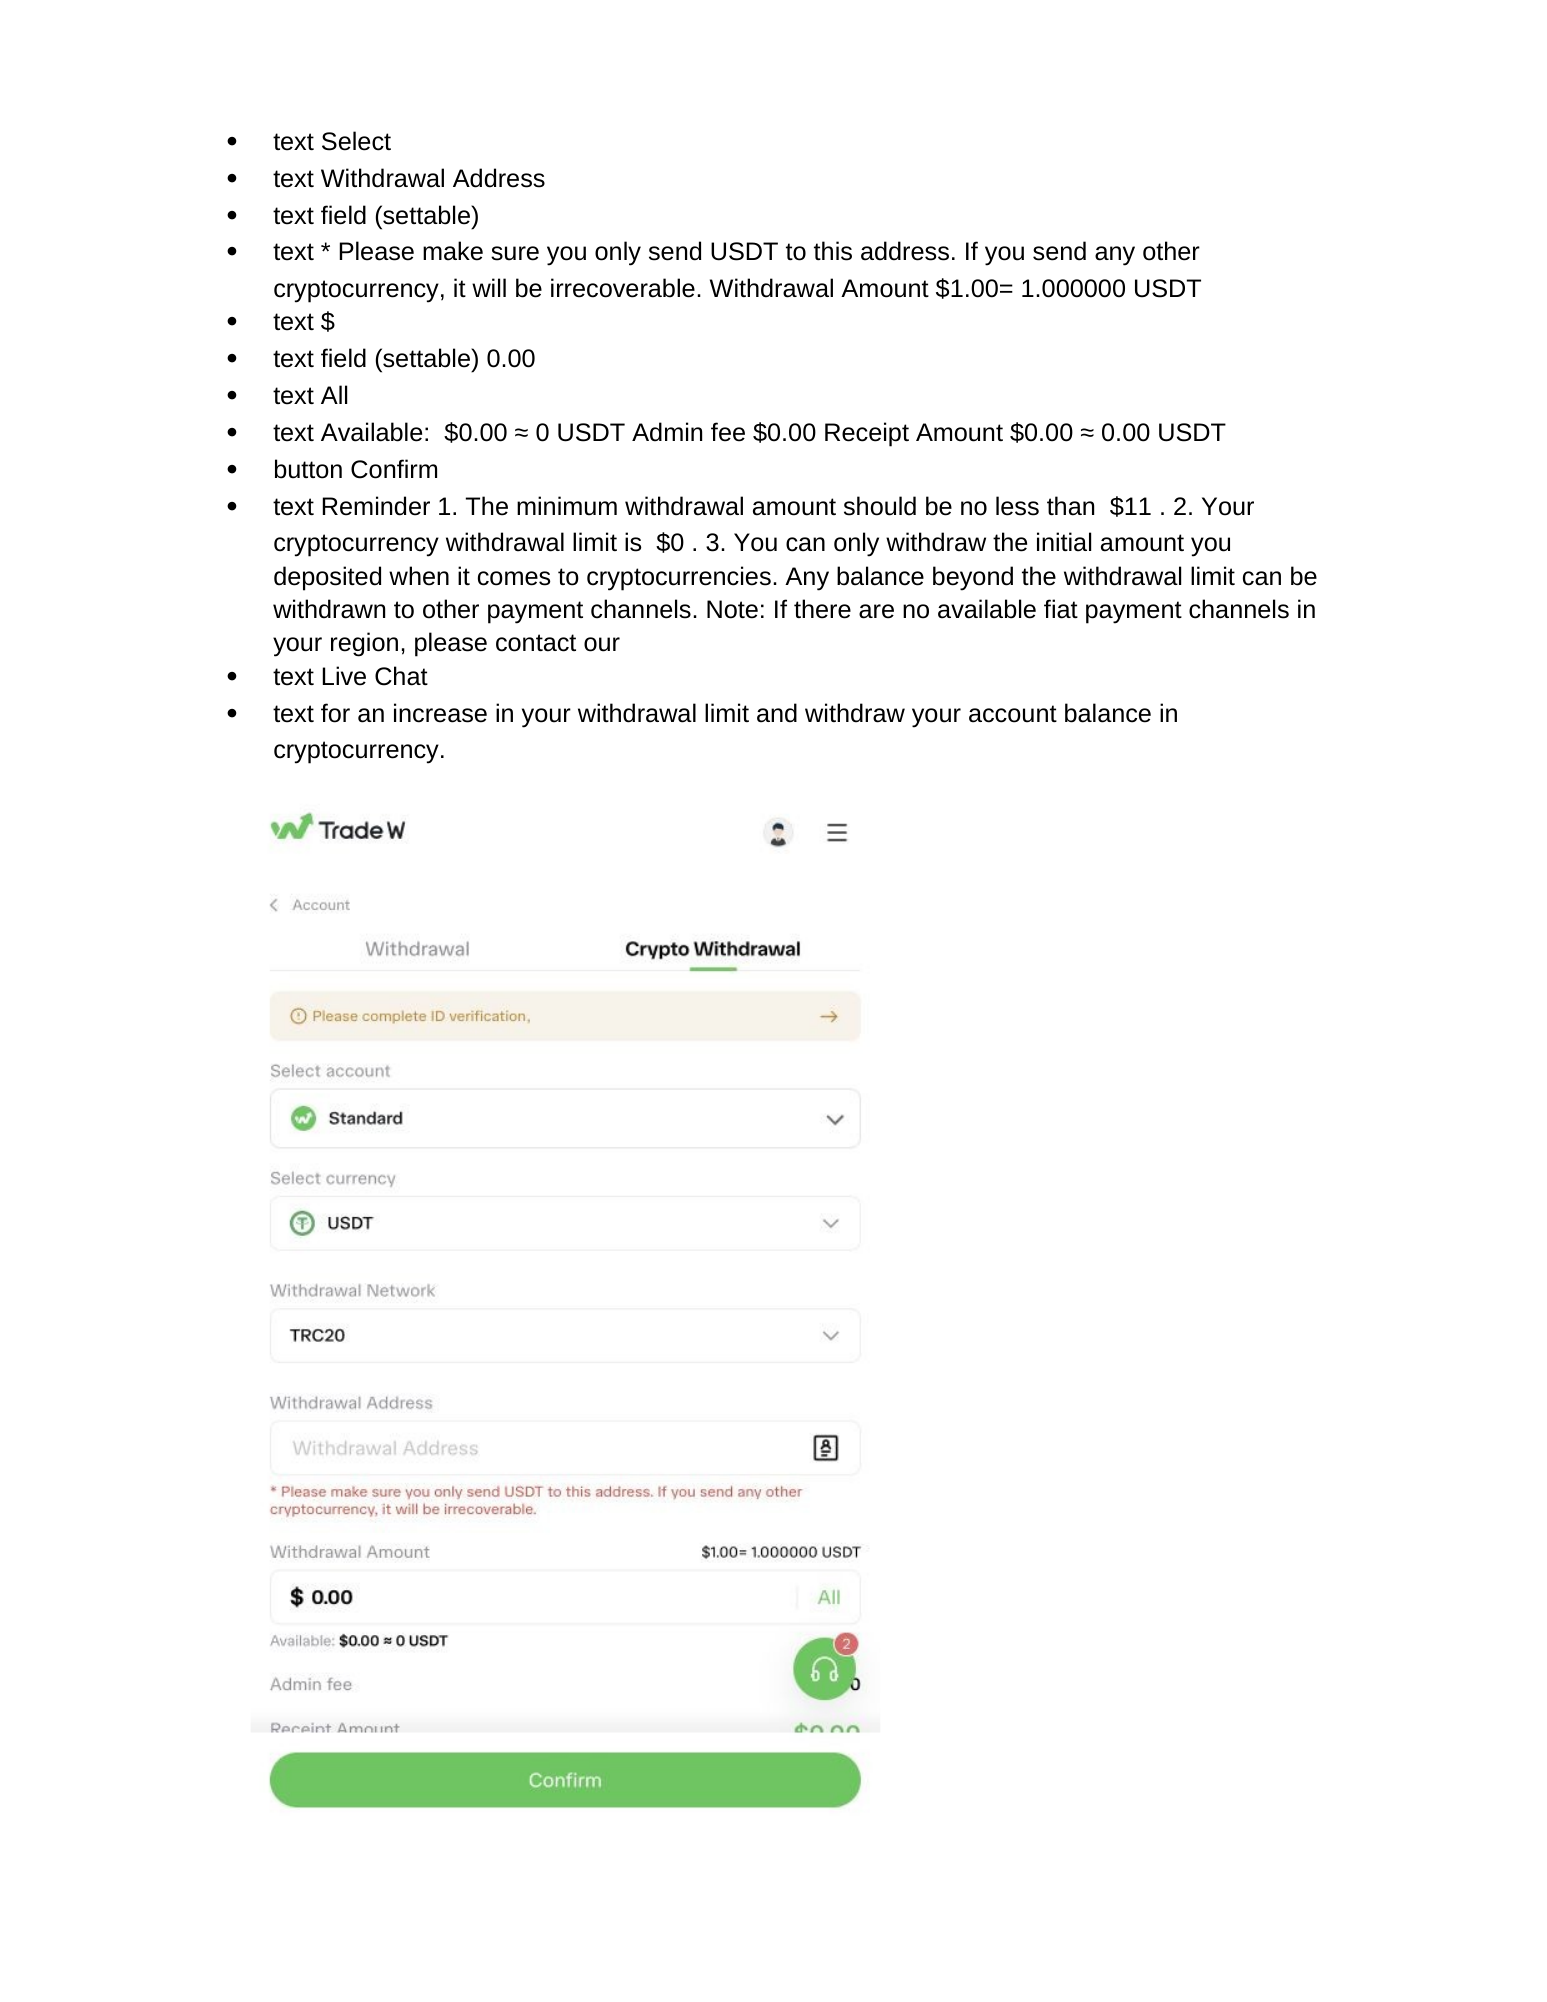 • text Select
• text Withdrawal Address
• text field (settable)
• text * Please make sure you only send USDT to this address. If you send any other
cryptocurrency, it will be irrecoverable. Withdrawal Amount $1.00= 1.000000 USDT
• text $
• text field (settable) 0.00
• text All
• text Available:  $0.00 ≈ 0 USDT Admin fee $0.00 Receipt Amount $0.00 ≈ 0.00 USDT
• button Confirm
• text Reminder 1. The minimum withdrawal amount should be no less than  $11 . 2. Your
cryptocurrency withdrawal limit is  $0 . 3. You can only withdraw the initial amount you
deposited when it comes to cryptocurrencies. Any balance beyond the withdrawal limit can be
withdrawn to other payment channels. Note: If there are no available fiat payment channels in
your region, please contact our
• text Live Chat
• text for an increase in your withdrawal limit and withdraw your account balance in
cryptocurrency.
Trade W
Account
Withdrawal Crypto Withdrawal
Please complete ID verification,
Select account
Standard
Select currency
USDT
Withdrawal Network
TRC20
Withdrawal Address
Withdrawal Address
* Please make sure you only send USDT to this address. If you send any other
cryptocurrency, it will be irrecoverable.
Withdrawal Amount $1.00= 1.000000 USDT
$ 0.00 All
Available: $0.00 ≈ 0 USDT
2
Admin fee 0
Receipt Amount $0.00
Confirm